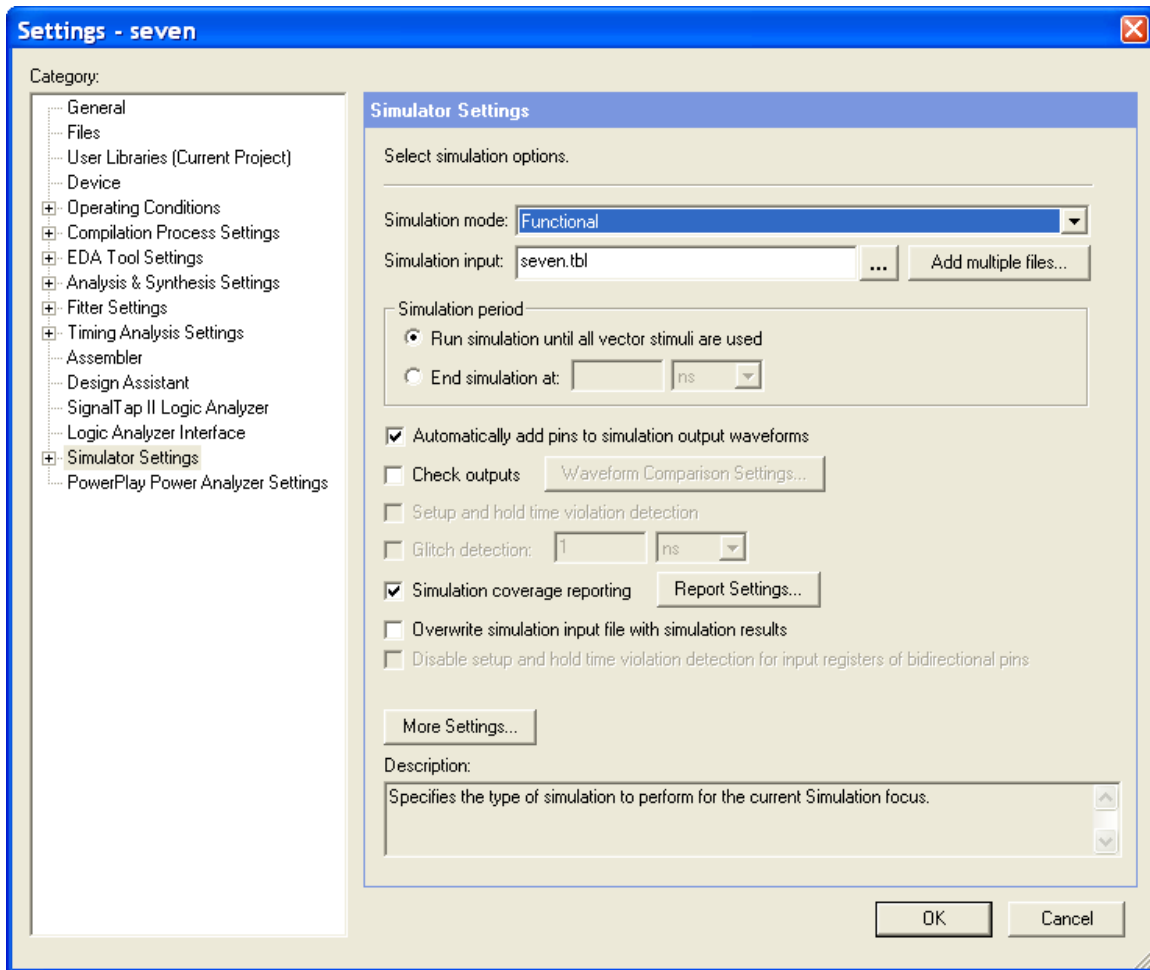 Settings - seven
Category:
General
Files
User Libraries (Current Project)
Device
Operating Conditions
Compilation Process Settings
EDA Tool Settings
Analysis & Synthesis Settings
Fitter Settings
Timing Analysis Settings
Assembler
Design Assistant
SignalTap II Logic Analyzer
Logic Analyzer Interface
Simulator Settings
PowerPlay Power Analyzer Settings
Simulator Settings
Select simulation options.
Simulation mode: Functional
Simulation input: seven.tbl ... Add multiple files...
Simulation period
Run simulation until all vector stimuli are used
End simulation at: ns
Automatically add pins to simulation output waveforms
Check outputs Waveform Comparison Settings...
Setup and hold time violation detection
Glitch detection: 1 ns
Simulation coverage reporting Report Settings...
Overwrite simulation input file with simulation results
Disable setup and hold time violation detection for input registers of bidirectional pins
More Settings...
Description:
Specifies the type of simulation to perform for the current Simulation focus.
OK Cancel